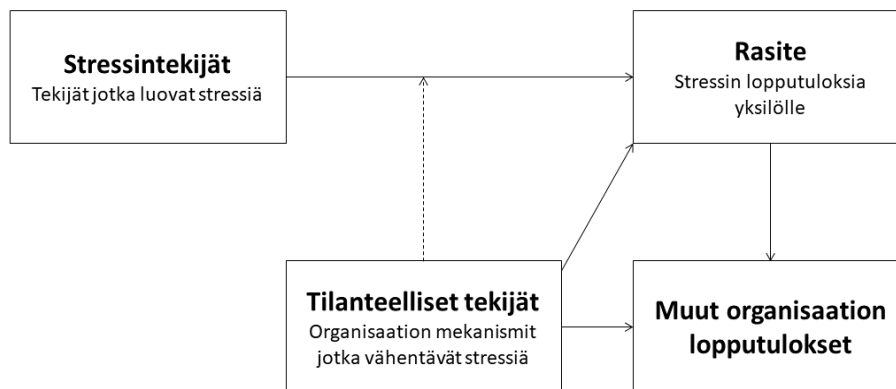 Stressintekijät
Tekijät jotka luovat stressiä
Rasite
Stressin lopputuloksia
yksilölle
Tilanteelliset tekijät
Organisaation mekanismit
jotka vähentävät stressiä
Muut organisaation
lopputulokset